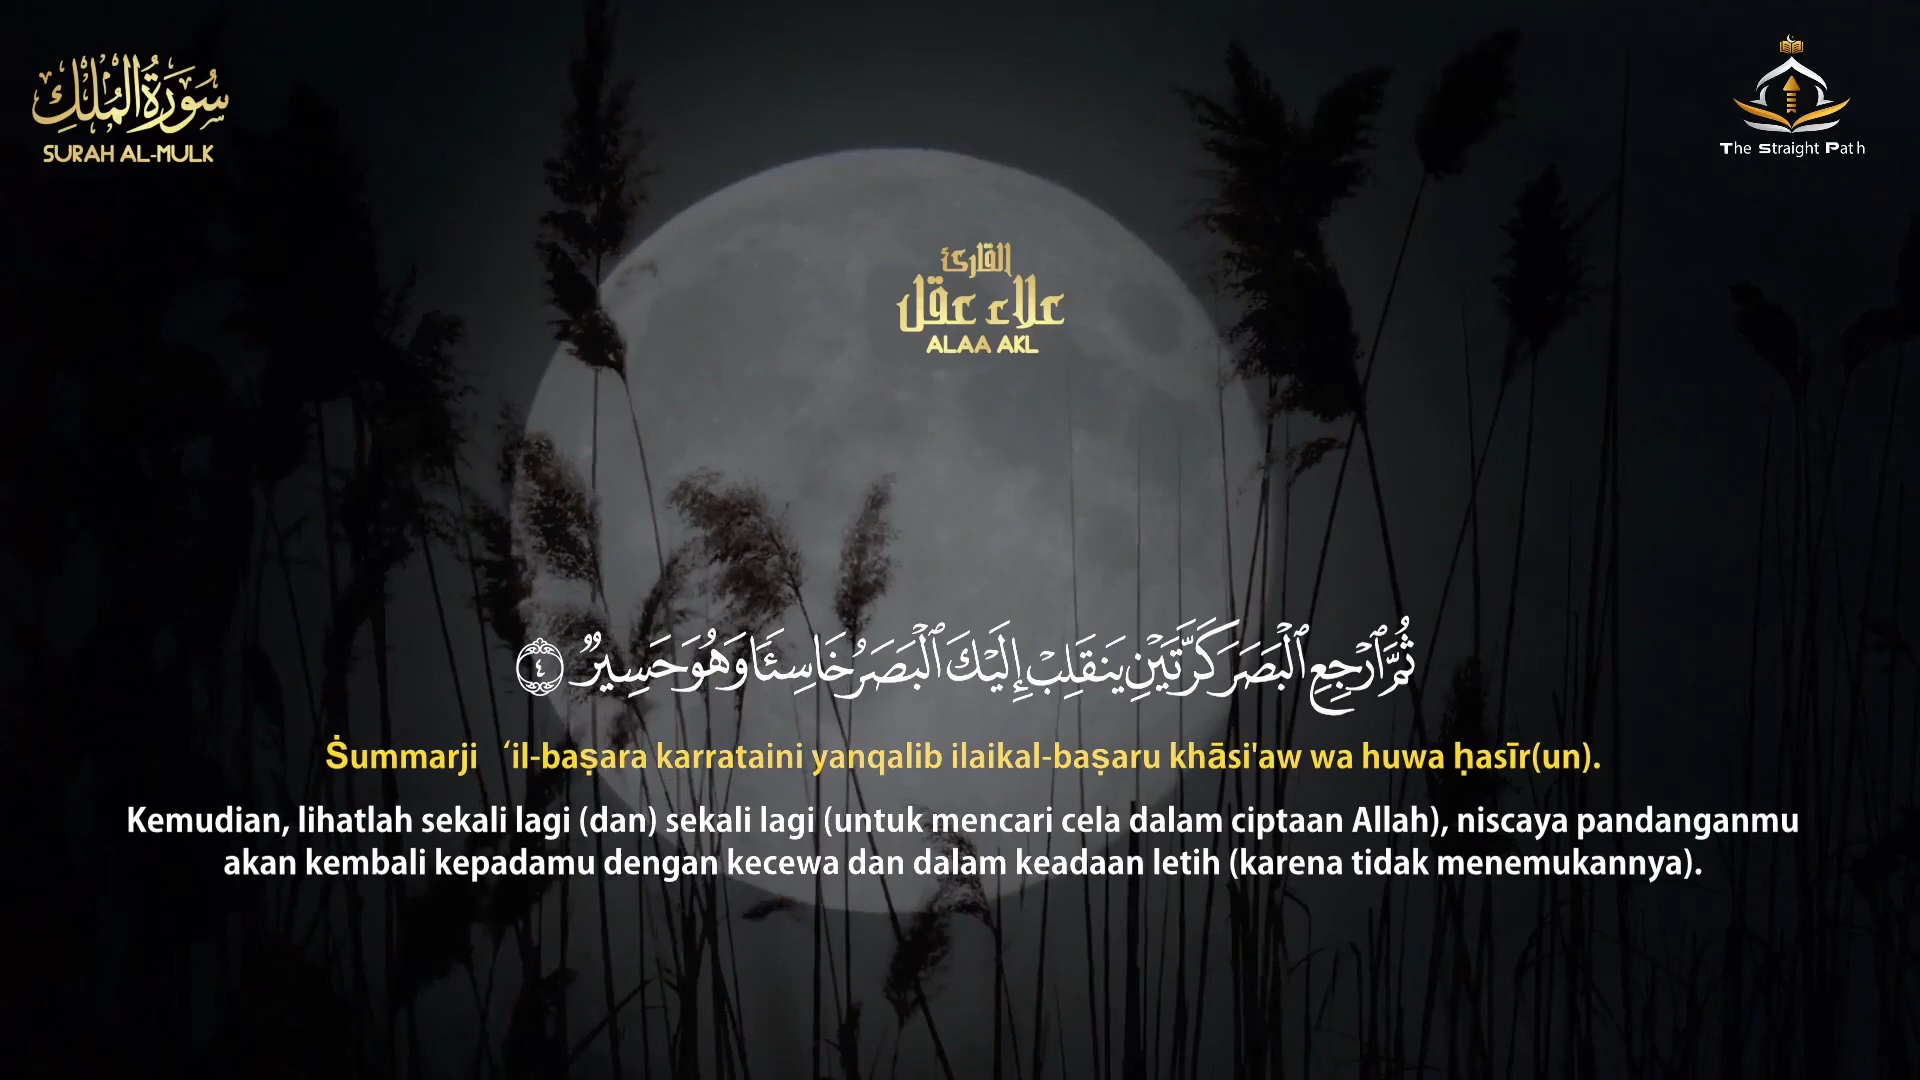 سُورَةُ المُلْكِ
SURAH AL-MULK
The Straight Path
القارئ
علاء عقل
ALAA AKL
ثُمَّ ٱرْجِعِ ٱلْبَصَرَ كَرَّتَيْنِ يَنقَلِبْ إِلَيْكَ ٱلْبَصَرُ خَاسِئًا وَهُوَ حَسِيرٌ ٤
Ṡummarji ‘il-baṣara karrataini yanqalib ilaikal-baṣaru khāsi'aw wa huwa ḥasīr(un).
Kemudian, lihatlah sekali lagi (dan) sekali lagi (untuk mencari cela dalam ciptaan Allah), niscaya pandanganmu
akan kembali kepadamu dengan kecewa dan dalam keadaan letih (karena tidak menemukannya).